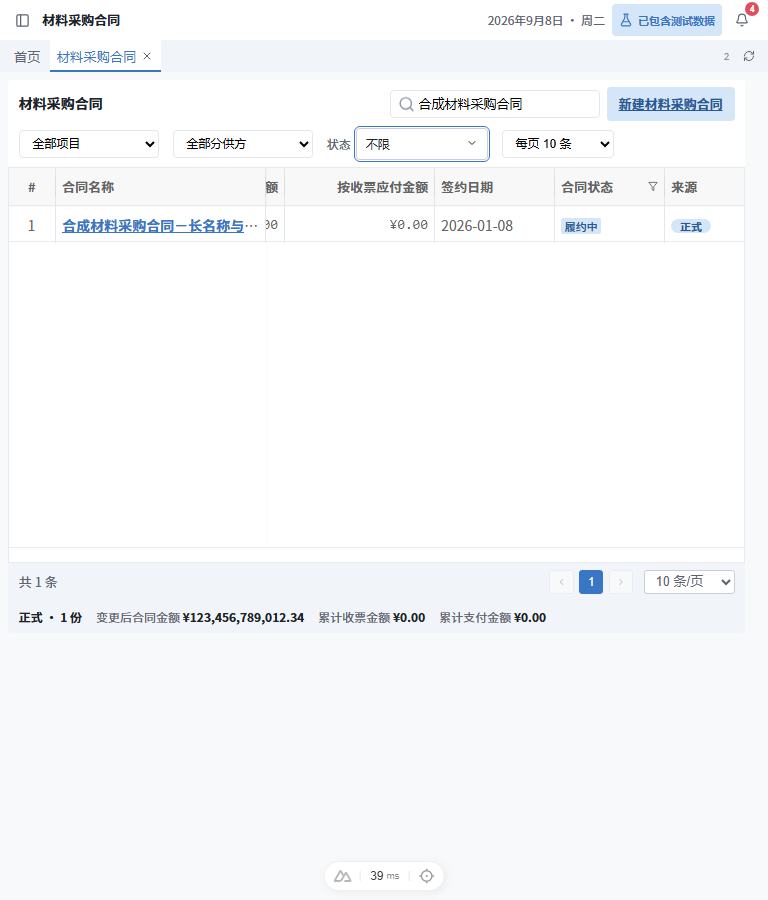 材料采购合同
2026年9月8日 • 周二
已包含测试数据
4
首页
材料采购合同
2
材料采购合同
合成材料采购合同
新建材料采购合同
全部项目
全部分供方
状态
不限
每页 10 条
# 合同名称 额 按收票应付金额 签约日期 合同状态 来源
1 合成材料采购合同—长名称与… 00 ¥0.00 2026-01-08 履约中 正式
共 1 条
1
10 条/页
正式 • 1 份 变更后合同金额 ¥123,456,789,012.34 累计收票金额 ¥0.00 累计支付金额 ¥0.00
39 ms